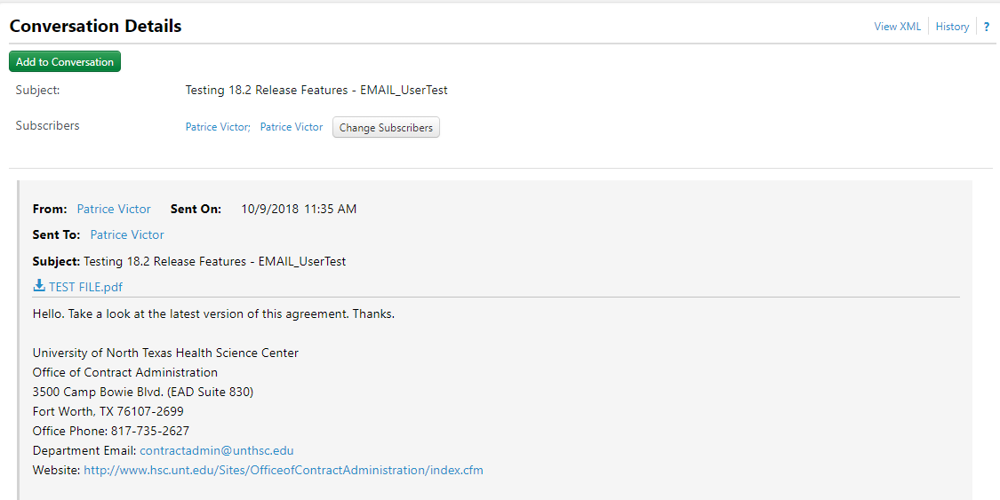 Conversation Details
View XML History ?
Add to Conversation
Subject: Testing 18.2 Release Features - EMAIL_UserTest
Subscribers Patrice Victor; Patrice Victor Change Subscribers
From: Patrice Victor Sent On: 10/9/2018 11:35 AM
Sent To: Patrice Victor
Subject: Testing 18.2 Release Features - EMAIL_UserTest
TEST FILE.pdf
Hello. Take a look at the latest version of this agreement. Thanks.
University of North Texas Health Science Center
Office of Contract Administration
3500 Camp Bowie Blvd. (EAD Suite 830)
Fort Worth, TX 76107-2699
Office Phone: 817-735-2627
Department Email: contractadmin@unthsc.edu
Website: http://www.hsc.unt.edu/Sites/OfficeofContractAdministration/index.cfm